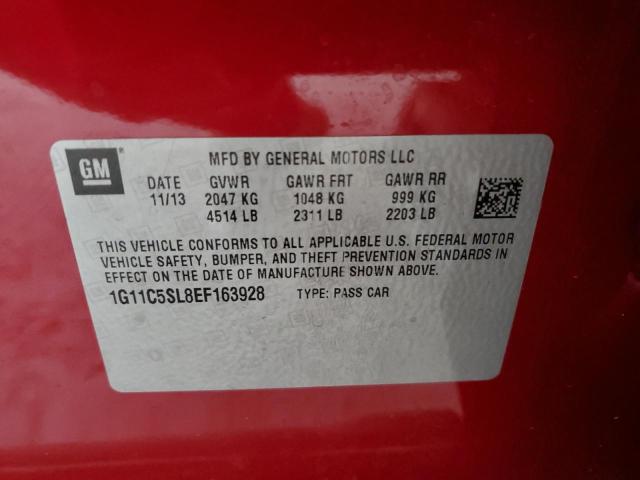 GM
MFD BY GENERAL MOTORS LLC
DATE GVWR GAWR FRT GAWR RR
11/13 2047 KG 1048 KG 999 KG
4514 LB 2311 LB 2203 LB
THIS VEHICLE CONFORMS TO ALL APPLICABLE U.S. FEDERAL MOTOR
VEHICLE SAFETY, BUMPER, AND THEFT PREVENTION STANDARDS IN
EFFECT ON THE DATE OF MANUFACTURE SHOWN ABOVE.
1G11C5SL8EF163928 TYPE: PASS CAR